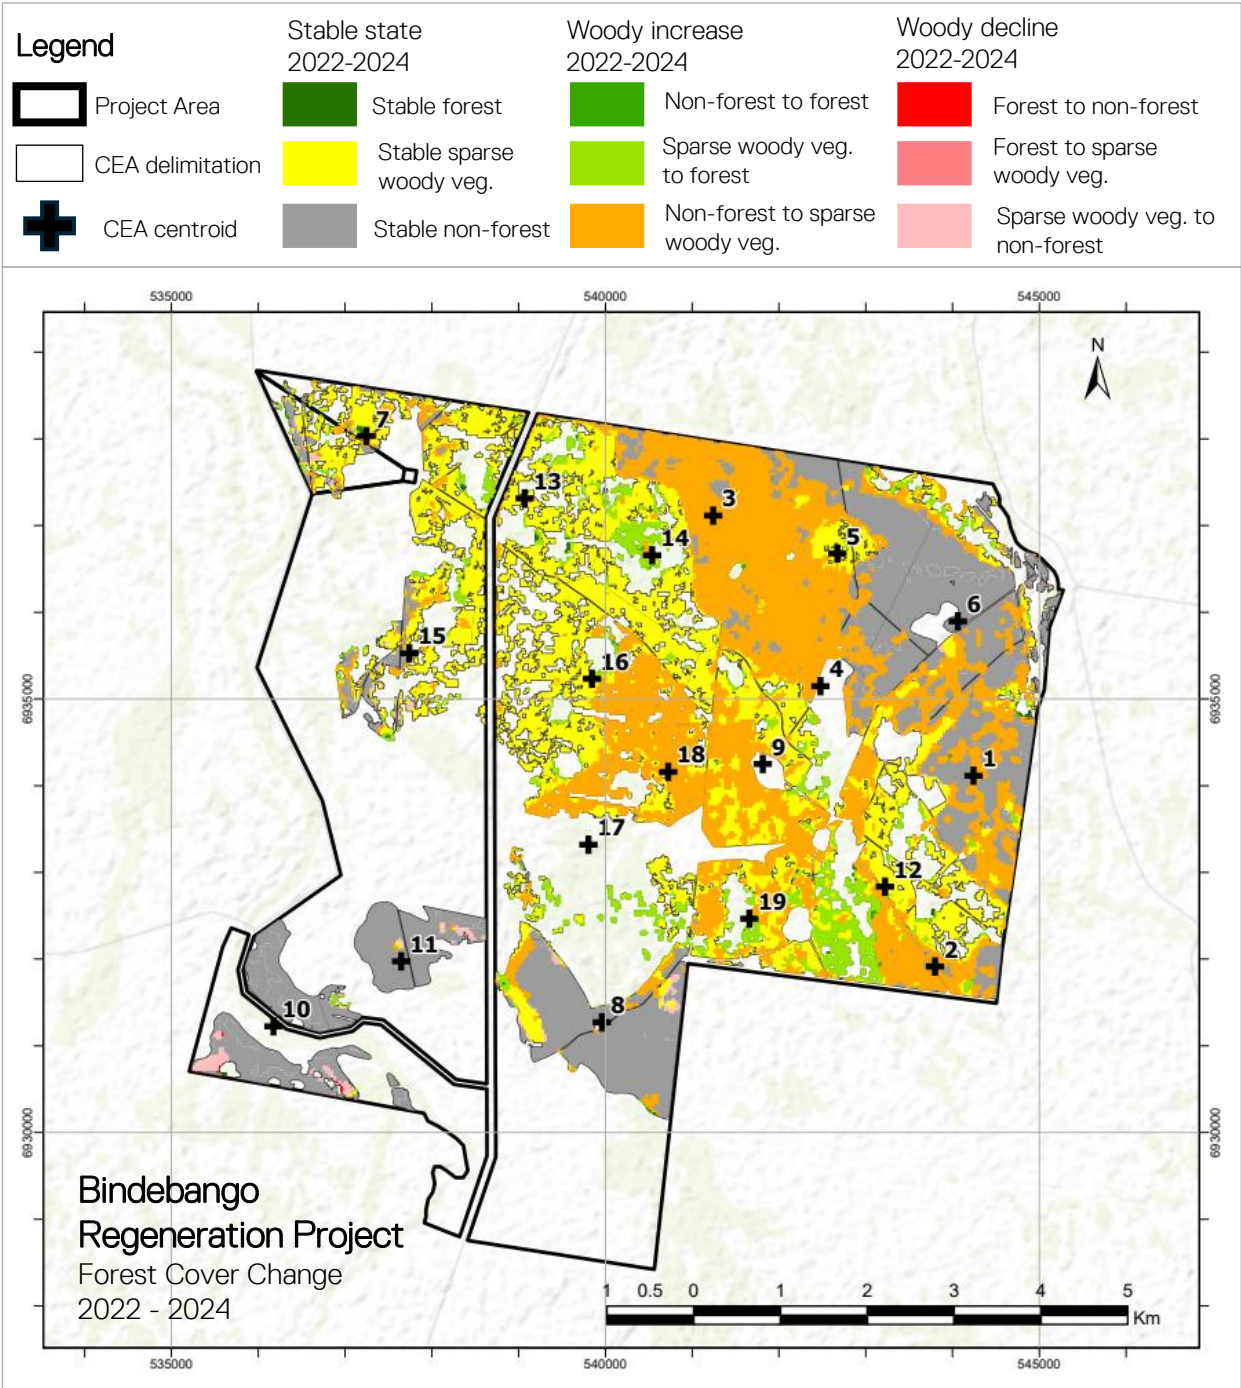 Legend
Project Area
CEA delimitation
CEA centroid
Stable state
2022-2024
Stable forest
Stable sparse
woody veg.
Stable non-forest
Woody increase
2022-2024
Non-forest to forest
Sparse woody veg.
to forest
Non-forest to sparse
woody veg.
Woody decline
2022-2024
Forest to non-forest
Forest to sparse
woody veg.
Sparse woody veg. to
non-forest
535000
540000
545000
N
7
13
3
14
5
6
15
16
4
6935000
6935000
18
9
1
17
12
19
2
11
10
8
6930000
6930000
Bindebango
Regeneration Project
Forest Cover Change
2022 - 2024
1 0.5 0 1 2 3 4 5
Km
535000
540000
545000